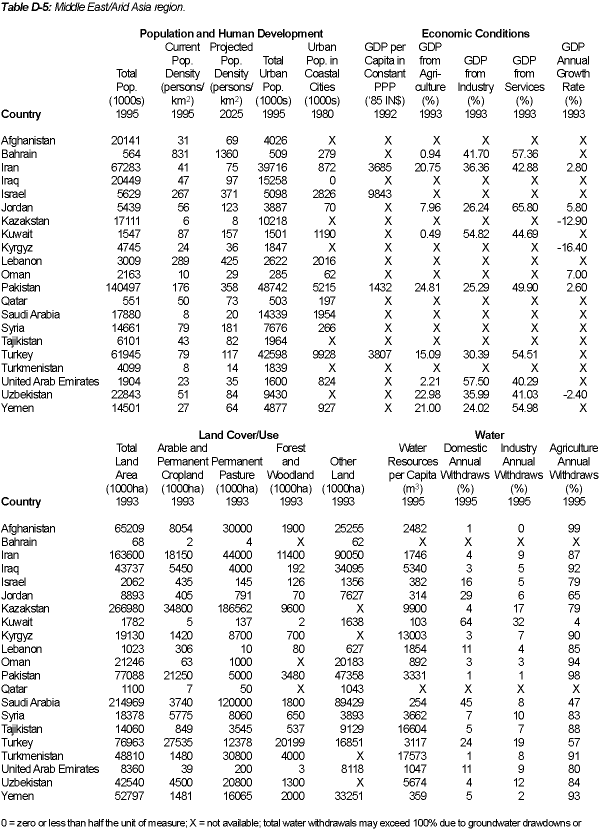 Table D-5: Middle East/Arid Asia region.
Population and Human Development Economic Conditions
Current Projected Urban GDP per GDP GDP
Pop. Pop. Total Pop. in Capita in from GDP GDP Annual
Total Density Density Urban Pop. Coastal Constant Agri- from from Growth
Pop. (persons/ (persons/ (1000s) Cities PPP culture Industry Services Rate
(1000s) km²) km²) 1995 (1000s) ('85 IN$) (%) (%) (%) (%)
Country 1995 1995 2025 1995 1980 1992 1993 1993 1993 1993
Afghanistan 20141 31 69 4026 X X X X X X
Bahrain 564 831 1360 509 279 X 0.94 41.70 57.36 X
Iran 67283 41 75 39716 872 3685 20.75 36.36 42.88 2.80
Iraq 20449 47 97 15258 0 X X X X X
Israel 5629 267 371 5098 2826 9843 X X X X
Jordan 5439 56 123 3887 70 X 7.96 26.24 65.80 5.80
Kazakstan 17111 6 8 10218 X X X X X -12.90
Kuwait 1547 87 157 1501 1190 X 0.49 54.82 44.69 X
Kyrgyz 4745 24 36 1847 X X X X X -16.40
Lebanon 3009 289 425 2622 2016 X X X X X
Oman 2163 10 29 285 62 X X X X 7.00
Pakistan 140497 176 358 48742 5215 1432 24.81 25.29 49.90 2.60
Qatar 551 50 73 503 197 X X X X X
Saudi Arabia 17880 8 20 14339 1954 X X X X X
Syria 14661 79 181 7676 266 X X X X X
Tajikistan 6101 43 82 1964 X X X X X X
Turkey 61945 79 117 42598 9928 3807 15.09 30.39 54.51 X
Turkmenistan 4099 8 14 1839 X X X X X X
United Arab Emirates 1904 23 35 1600 824 X 2.21 57.50 40.29 X
Uzbekistan 22843 51 84 9430 X X 22.98 35.99 41.03 -2.40
Yemen 14501 27 64 4877 927 X 21.00 24.02 54.98 X
Land Cover/Use Water
Total Arable and Forest Water Domestic Industry Agriculture
Land Permanent Permanent and Other Resources Annual Annual Annual
Area Cropland Pasture Woodland Land per Capita Withdraws Withdraws Withdraws
(1000ha) (1000ha) (1000ha) (1000ha) (1000ha) (m³) (%) (%) (%)
Country 1993 1993 1993 1993 1993 1995 1995 1995 1995
Afghanistan 65209 8054 30000 1900 25255 2482 1 0 99
Bahrain 68 2 4 X 62 X X X X
Iran 163600 18150 44000 11400 90050 1746 4 9 87
Iraq 43737 5450 4000 192 34095 5340 3 5 92
Israel 2062 435 145 126 1356 382 16 5 79
Jordan 8893 405 791 70 7627 314 29 6 65
Kazakstan 266980 34800 186562 9600 X 9900 4 17 79
Kuwait 1782 5 137 2 1638 103 64 32 4
Kyrgyz 19130 1420 8700 700 X 13003 3 7 90
Lebanon 1023 306 10 80 627 1854 11 4 85
Oman 21246 63 1000 X 20183 892 3 3 94
Pakistan 77088 21250 5000 3480 47358 3331 1 1 98
Qatar 1100 7 50 X 1043 X X X X
Saudi Arabia 214969 3740 120000 1800 89429 254 45 8 47
Syria 18378 5775 8060 650 3893 3662 7 10 83
Tajikistan 14060 849 3545 537 9129 16604 5 7 88
Turkey 76963 27535 12378 20199 16851 3117 24 19 57
Turkmenistan 48810 1480 30800 4000 X 17573 1 8 91
United Arab Emirates 8360 39 200 3 8118 1047 11 9 80
Uzbekistan 42540 4500 20800 1300 X 5674 4 12 84
Yemen 52797 1481 16065 2000 33251 359 5 2 93
0 = zero or less than half the unit of measure; X = not available; total water withdrawals may exceed 100% due to groundwater drawdowns or